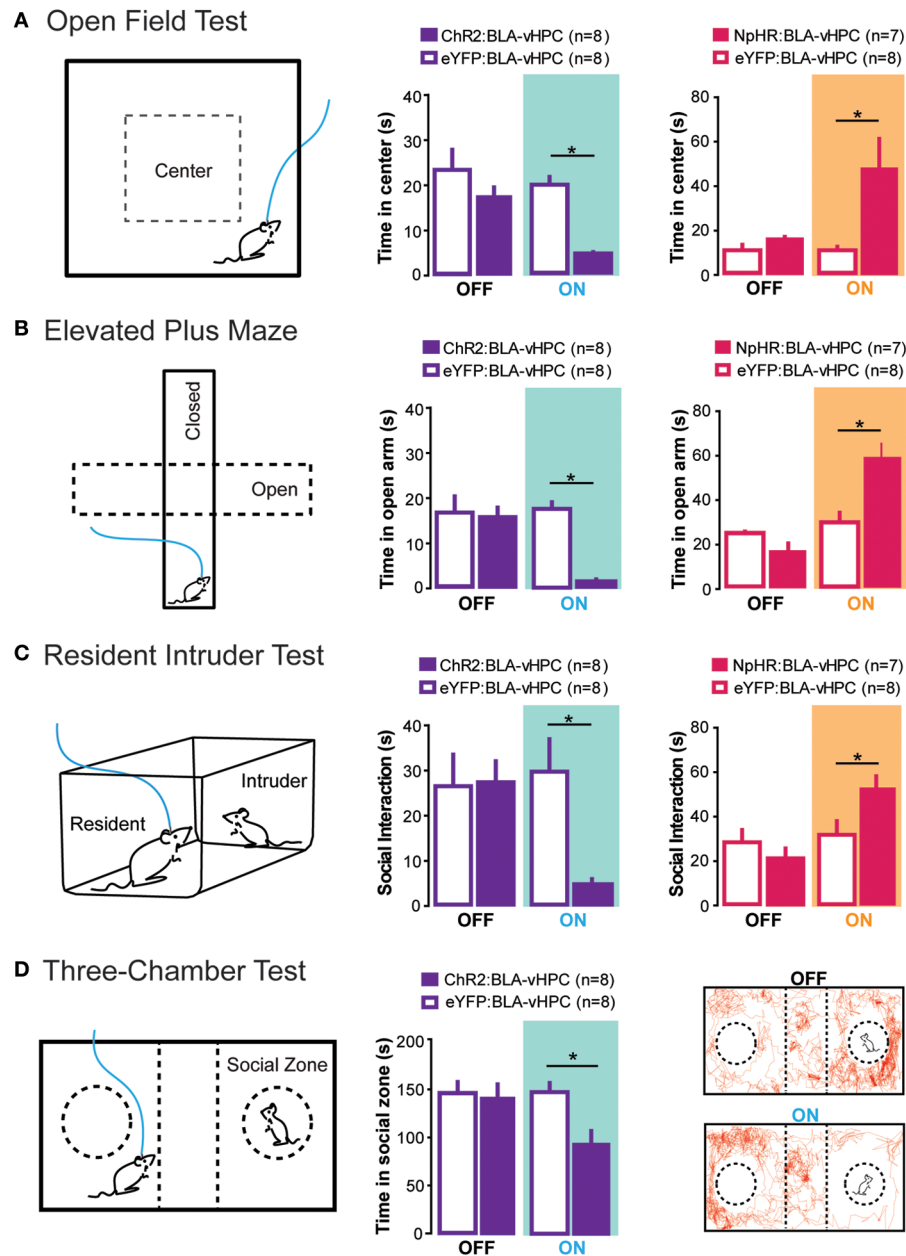 A Open Field Test
Center
ChR2:BLA-vHPC (n=8)
eYFP:BLA-vHPC (n=8)
Time in center (s)
40
30
20
10
0
*
OFF
ON
NpHR:BLA-vHPC (n=7)
eYFP:BLA-vHPC (n=8)
Time in center (s)
80
60
40
20
0
*
OFF
ON
B Elevated Plus Maze
Closed
Open
ChR2:BLA-vHPC (n=8)
eYFP:BLA-vHPC (n=8)
Time in open arm (s)
40
30
20
10
0
*
OFF
ON
NpHR:BLA-vHPC (n=7)
eYFP:BLA-vHPC (n=8)
Time in open arm (s)
80
60
40
20
0
*
OFF
ON
C Resident Intruder Test
Intruder
Resident
ChR2:BLA-vHPC (n=8)
eYFP:BLA-vHPC (n=8)
Social Interaction (s)
40
30
20
10
0
*
OFF
ON
NpHR:BLA-vHPC (n=7)
eYFP:BLA-vHPC (n=8)
Social Interaction (s)
80
60
40
20
0
*
OFF
ON
D Three-Chamber Test
Social Zone
ChR2:BLA-vHPC (n=8)
eYFP:BLA-vHPC (n=8)
Time in social zone (s)
200
150
100
50
0
*
OFF
ON
OFF
ON